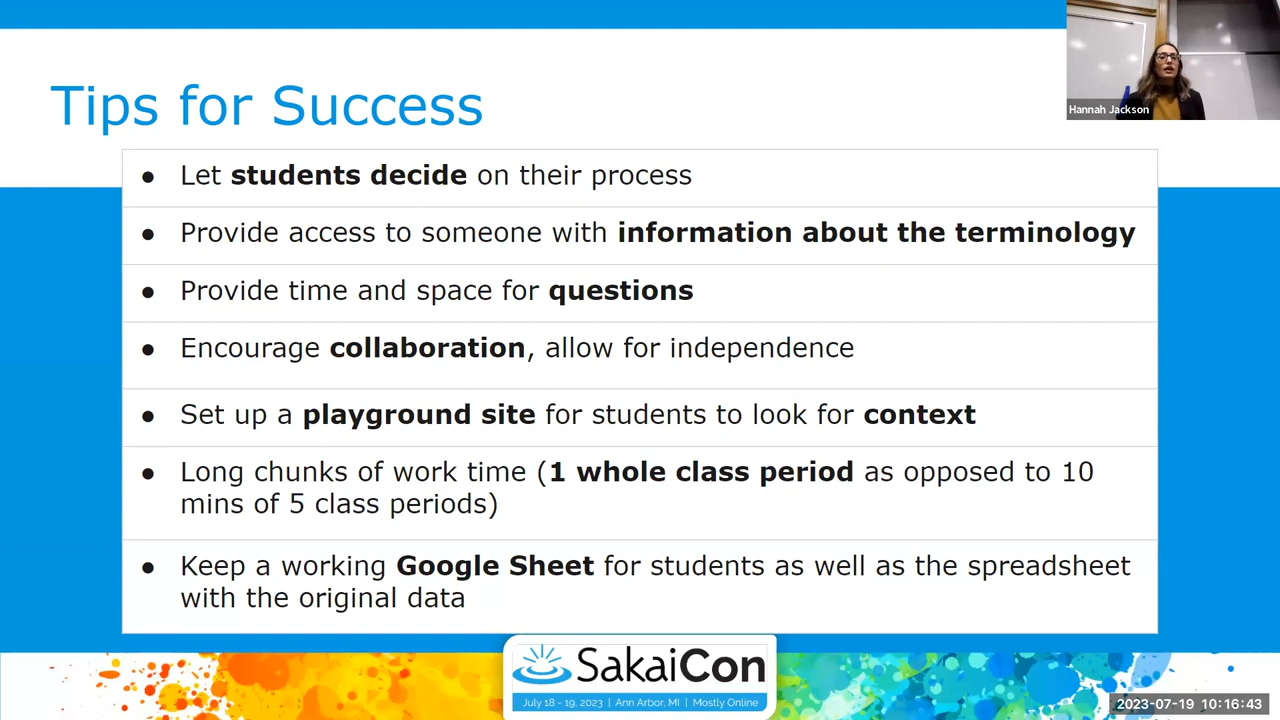 Hannah Jackson
Tips for Success
● Let students decide on their process
● Provide access to someone with information about the terminology
● Provide time and space for questions
● Encourage collaboration, allow for independence
● Set up a playground site for students to look for context
● Long chunks of work time (1 whole class period as opposed to 10
mins of 5 class periods)
● Keep a working Google Sheet for students as well as the spreadsheet
with the original data
SakaiCon
July 18 - 19, 2023 | Ann Arbor, MI | Mostly Online
2023-07-19 10:16:43